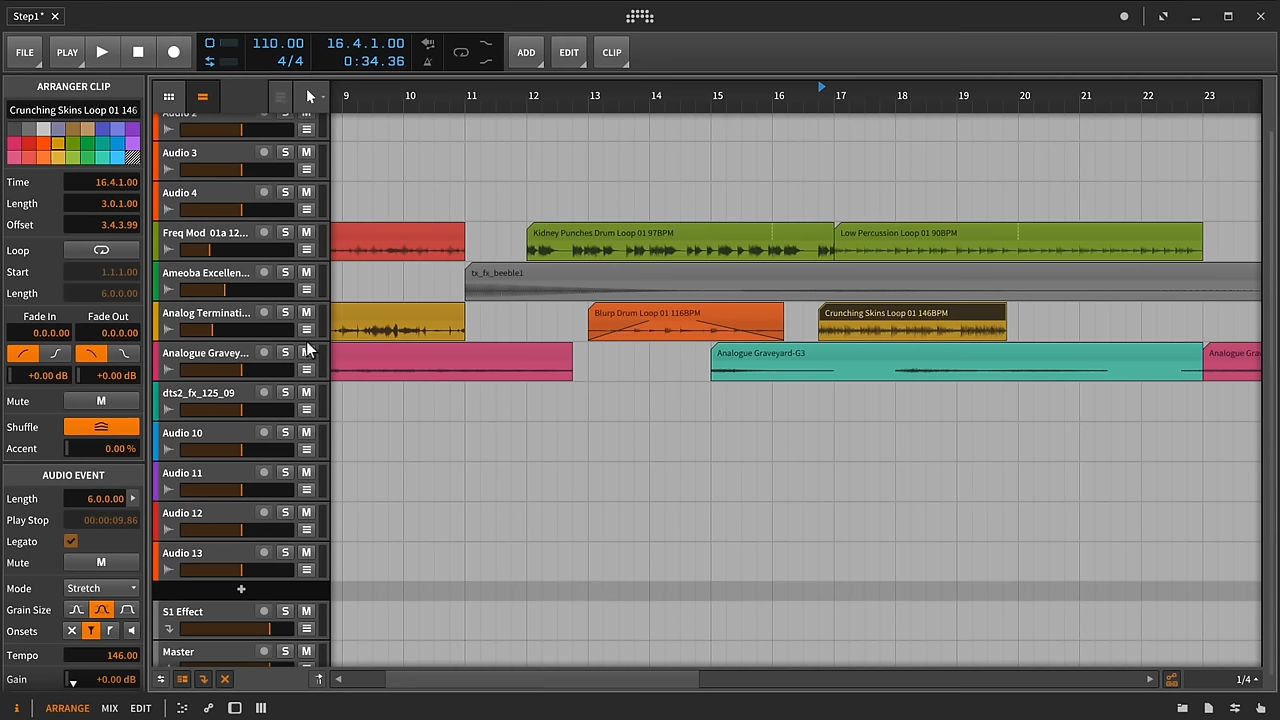 Step1*
FILE PLAY 110.00 16.4.1.00 ADD EDIT CLIP
4/4 0:34.36
ARRANGER CLIP
Crunching Skins Loop 01 146
Time 16.4.1.00
Length 3.0.1.00
Offset 3.4.3.99
Loop
Start 1.1.1.00
Length 6.0.0.00
Fade In Fade Out
0.0.0.00 0.0.0.00
+0.00 dB +0.00 dB
Mute M
Shuffle
Accent 0.00 %
AUDIO EVENT
Length 6.0.0.00
Play Stop 00:00:09.86
Legato
Mute M
Mode Stretch
Grain Size
Onsets
Tempo 146.00
Gain +0.00 dB
9 10 11 12 13 14 15 16 17 18 19 20 21 22 23
Audio 2 S M
Audio 3 S M
Audio 4 S M
Freq Mod 01a 12... S M
Kidney Punches Drum Loop 01 97BPM
Low Percussion Loop 01 90BPM
Ameoba Excellen... S M
tx_fx_beeble1
Analog Terminati... S M
Blurp Drum Loop 01 116BPM
Crunching Skins Loop 01 146BPM
Analogue Gravey... S M
Analogue Graveyard-G3
Analogue Gra
dts2_fx_125_09 S M
Audio 10 S M
Audio 11 S M
Audio 12 S M
Audio 13 S M
+
S1 Effect S M
Master S M
1/4
i ARRANGE MIX EDIT